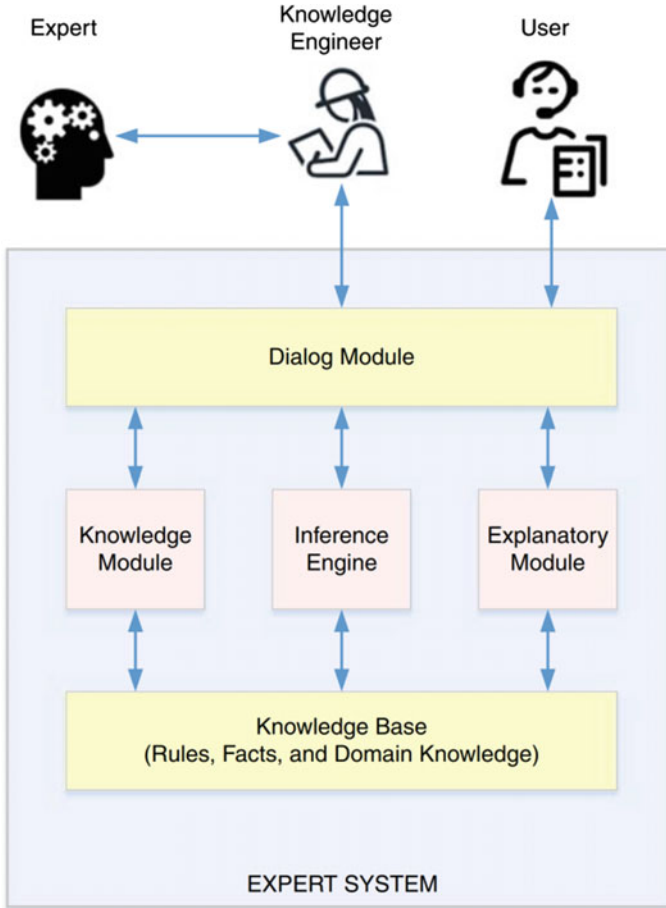 Expert
Knowledge
Engineer
User
Dialog Module
Knowledge
Module
Inference
Engine
Explanatory
Module
Knowledge Base
(Rules, Facts, and Domain Knowledge)
EXPERT SYSTEM